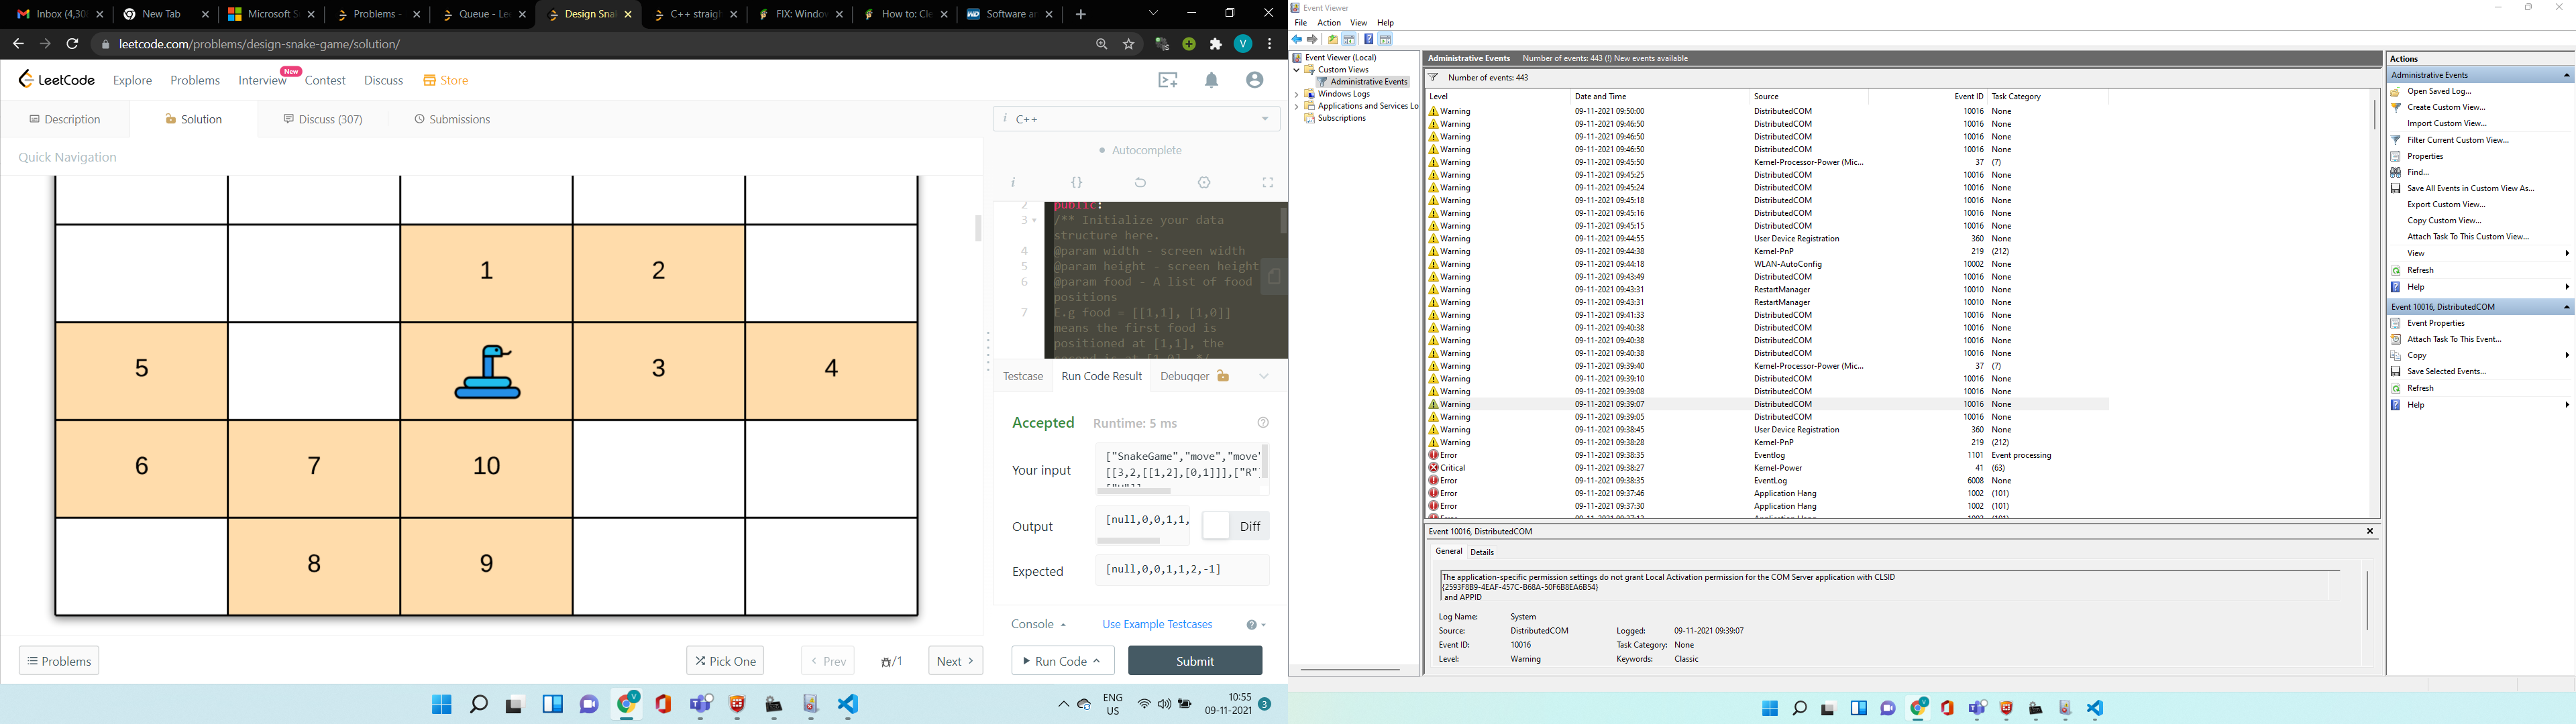 Inbox (4,30
New Tab
Microsoft S
Problems -
Queue - Lee
Design Snak
C++ straigh
FIX: Window
How to: Cle
Software an
leetcode.com/problems/design-snake-game/solution/
V
LeetCode
Explore
Problems
Interview
New
Contest
Discuss
Store
Description
Solution
Discuss (307)
Submissions
Quick Navigation
1
2
5
3
4
6
7
10
8
9
Problems
Pick One
Prev
/1
Next
C++
Autocomplete
2 public:
3 /** Initialize your data
structure here.
4 @param width - screen width
5 @param height - screen height
6 @param food - A list of food
positions
7 E.g food = [[1,1], [1,0]]
means the first food is
positioned at [1,1], the
second is at [1,0]. */
Testcase
Run Code Result
Debugger
Accepted
Runtime: 5 ms
Your input
["SnakeGame","move","move"
[[3,2,[[1,2],[0,1]]],["R"
Output
[null,0,0,1,1,
Diff
Expected
[null,0,0,1,1,2,-1]
Console
Use Example Testcases
Run Code
Submit
ENG
US
10:55
09-11-2021
3
Event Viewer
File Action View Help
Event Viewer (Local)
Custom Views
Administrative Events
Windows Logs
Applications and Services Lo
Subscriptions
Administrative Events Number of events: 443 (!) New events available
Number of events: 443
Level Date and Time Source Event ID Task Category
Warning 09-11-2021 09:50:00 DistributedCOM 10016 None
Warning 09-11-2021 09:46:50 DistributedCOM 10016 None
Warning 09-11-2021 09:46:50 DistributedCOM 10016 None
Warning 09-11-2021 09:46:50 DistributedCOM 10016 None
Warning 09-11-2021 09:45:50 Kernel-Processor-Power (Mic... 37 (7)
Warning 09-11-2021 09:45:25 DistributedCOM 10016 None
Warning 09-11-2021 09:45:24 DistributedCOM 10016 None
Warning 09-11-2021 09:45:18 DistributedCOM 10016 None
Warning 09-11-2021 09:45:16 DistributedCOM 10016 None
Warning 09-11-2021 09:45:15 DistributedCOM 10016 None
Warning 09-11-2021 09:44:55 User Device Registration 360 None
Warning 09-11-2021 09:44:38 Kernel-PnP 219 (212)
Warning 09-11-2021 09:44:18 WLAN-AutoConfig 10002 None
Warning 09-11-2021 09:43:49 DistributedCOM 10016 None
Warning 09-11-2021 09:43:31 RestartManager 10010 None
Warning 09-11-2021 09:43:31 RestartManager 10010 None
Warning 09-11-2021 09:41:33 DistributedCOM 10016 None
Warning 09-11-2021 09:40:38 DistributedCOM 10016 None
Warning 09-11-2021 09:40:38 DistributedCOM 10016 None
Warning 09-11-2021 09:40:38 DistributedCOM 10016 None
Warning 09-11-2021 09:39:40 Kernel-Processor-Power (Mic... 37 (7)
Warning 09-11-2021 09:39:10 DistributedCOM 10016 None
Warning 09-11-2021 09:39:08 DistributedCOM 10016 None
Warning 09-11-2021 09:39:07 DistributedCOM 10016 None
Warning 09-11-2021 09:39:05 DistributedCOM 10016 None
Warning 09-11-2021 09:38:45 User Device Registration 360 None
Warning 09-11-2021 09:38:28 Kernel-PnP 219 (212)
Error 09-11-2021 09:38:35 Eventlog 1101 Event processing
Critical 09-11-2021 09:38:27 Kernel-Power 41 (63)
Error 09-11-2021 09:38:35 EventLog 6008 None
Error 09-11-2021 09:37:46 Application Hang 1002 (101)
Error 09-11-2021 09:37:30 Application Hang 1002 (101)
Event 10016, DistributedCOM
General Details
The application-specific permission settings do not grant Local Activation permission for the COM Server application with CLSID
{2593F8B9-4EAF-457C-B68A-50F6B8EA6B54}
and APPID
Log Name: System
Source: DistributedCOM Logged: 09-11-2021 09:39:07
Event ID: 10016 Task Category: None
Level: Warning Keywords: Classic
Actions
Administrative Events
Open Saved Log...
Create Custom View...
Import Custom View...
Filter Current Custom View...
Properties
Find...
Save All Events in Custom View As...
Export Custom View...
Copy Custom View...
Attach Task To This Custom View...
View
Refresh
Help
Event 10016, DistributedCOM
Event Properties
Attach Task To This Event...
Copy
Save Selected Events...
Refresh
Help